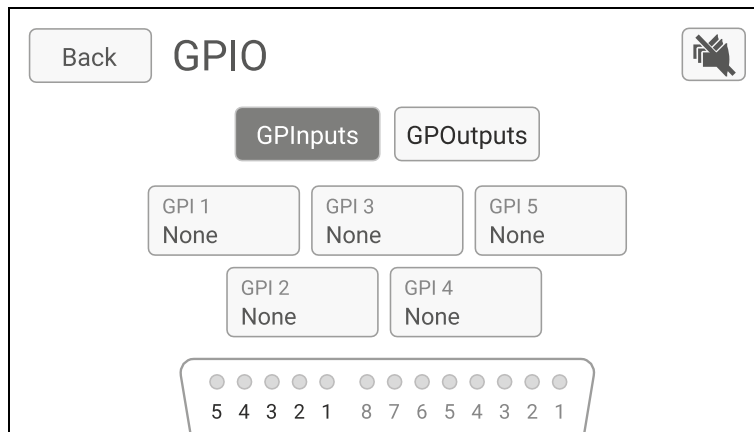 Back GPIO
GPInputs GPOutputs
GPI 1 GPI 3 GPI 5
None None None
GPI 2 GPI 4
None None
5 4 3 2 1 8 7 6 5 4 3 2 1